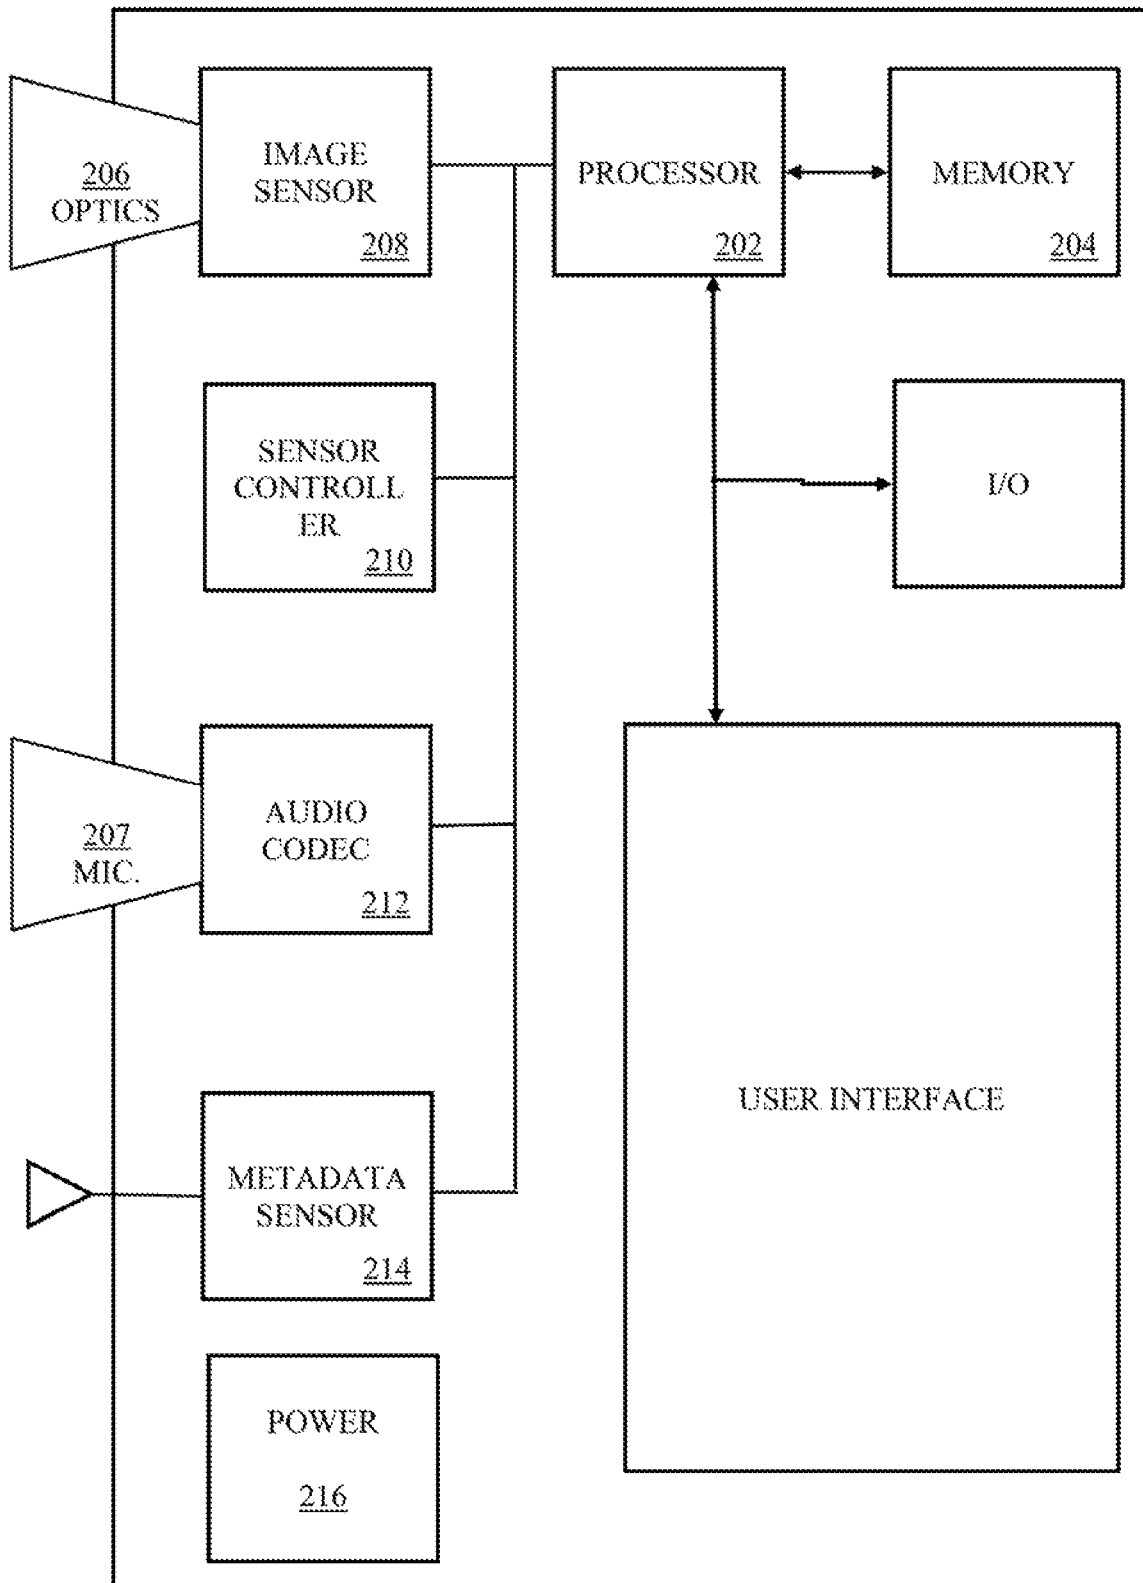 206
OPTICS
IMAGE
SENSOR
208
PROCESSOR
202
MEMORY
204
SENSOR
CONTROLL
ER
210
I/O
207
MIC.
AUDIO
CODEC
212
METADATA
SENSOR
214
USER INTERFACE
POWER
216